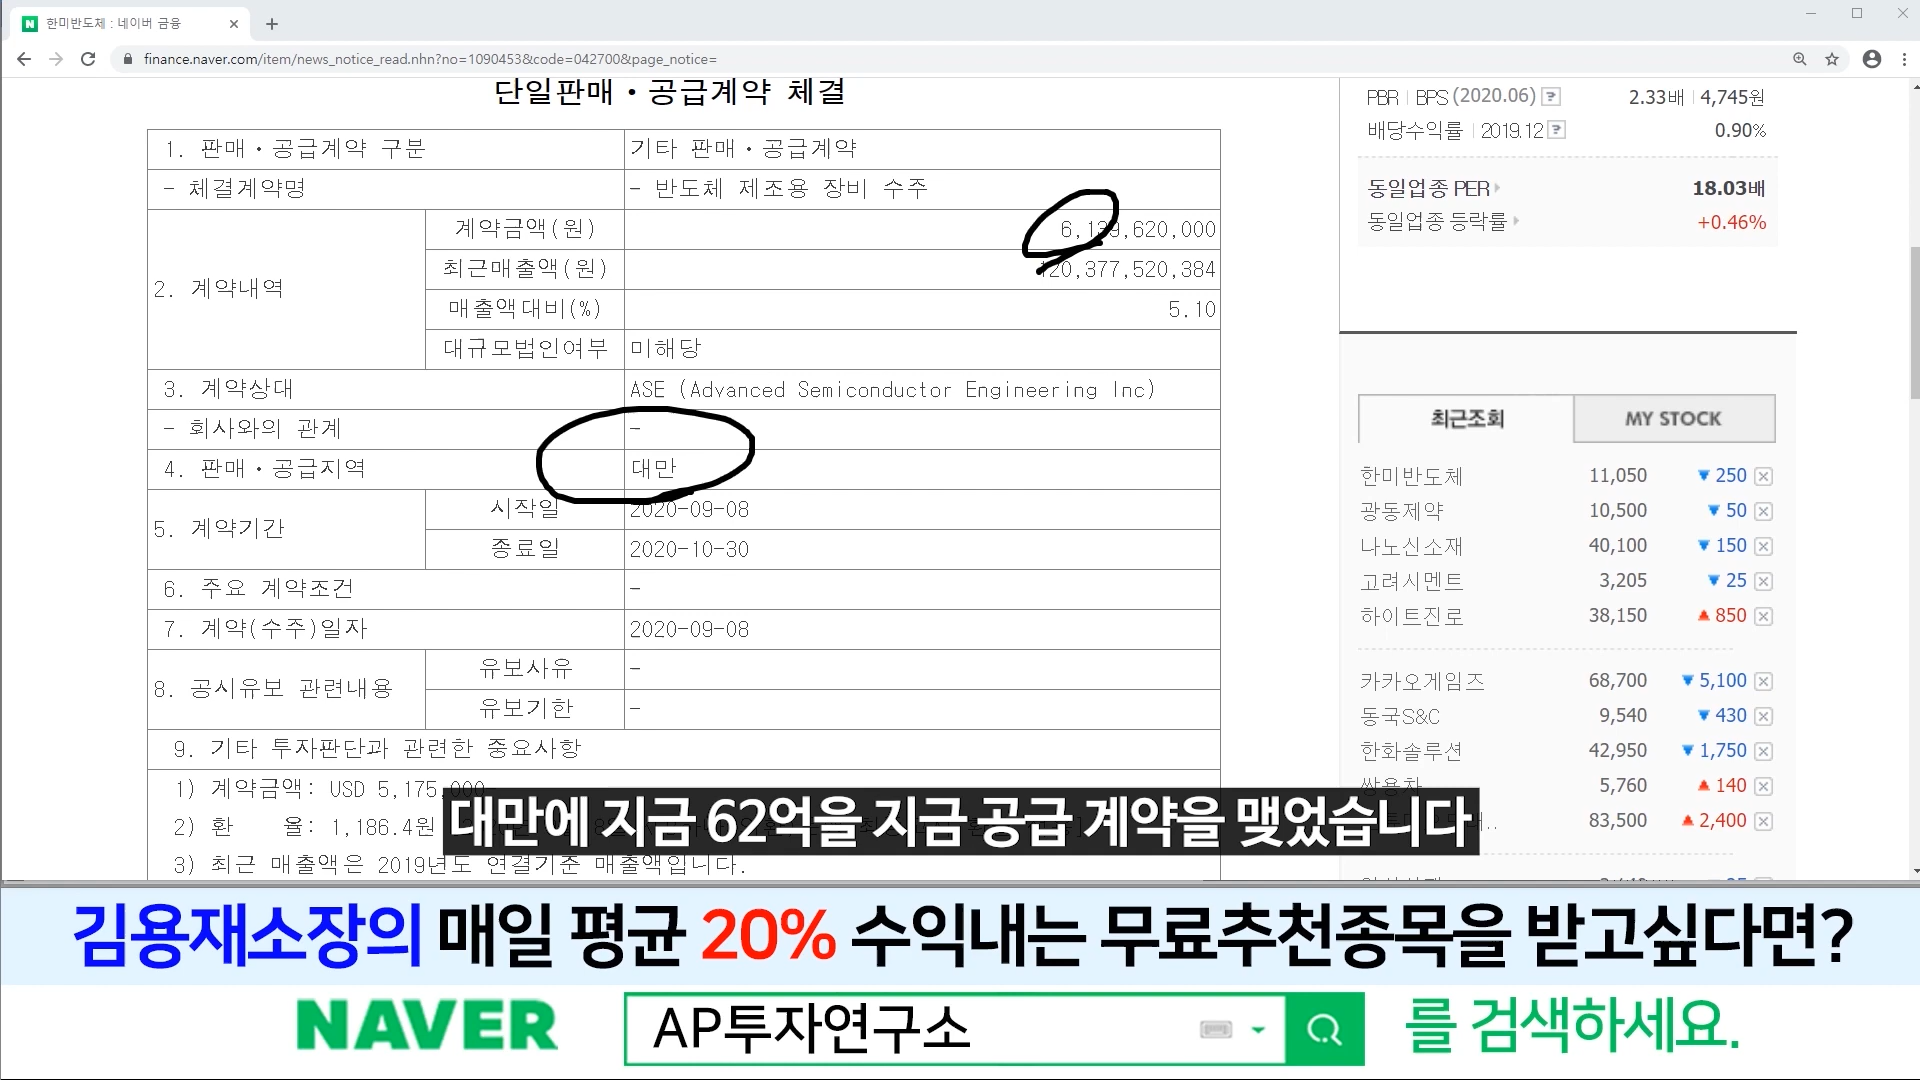 한미반도체 : 네이버 금융
finance.naver.com/item/news_notice_read.nhn?no=1090453&code=042700&page_notice=
단일판매・공급계약 체결
1. 판매・공급계약 구분 기타 판매・공급계약
- 체결계약명 - 반도체 제조용 장비 수주
2. 계약내역
계약금액(원) 6,139,620,000
최근매출액(원) 120,377,520,384
매출액대비(%) 5.10
대규모법인여부 미해당
3. 계약상대 ASE (Advanced Semiconductor Engineering Inc)
- 회사와의 관계 -
4. 판매・공급지역 대만
5. 계약기간
시작일 2020-09-08
종료일 2020-10-30
6. 주요 계약조건 -
7. 계약(수주)일자 2020-09-08
8. 공시유보 관련내용
유보사유 -
유보기한 -
9. 기타 투자판단과 관련한 중요사항
1) 계약금액: USD 5,175,000-
2) 환 율: 1,186.4원
3) 최근 매출액은 2019년도 연결기준 매출액입니다.
PBR | BPS (2020.06) ? 2.33배 | 4,745원
배당수익률 | 2019.12 ? 0.90%
동일업종 PER 18.03배
동일업종 등락률 +0.46%
최근조회 MY STOCK
한미반도체 11,050 ▼ 250
광동제약 10,500 ▼ 50
나노신소재 40,100 ▼ 150
고려시멘트 3,205 ▼ 25
하이트진로 38,150 ▲ 850
카카오게임즈 68,700 ▼ 5,100
동국S&C 9,540 ▼ 430
한화솔루션 42,950 ▼ 1,750
쌍용차 5,760 ▲ 140
83,500 ▲ 2,400
대만에 지금 62억을 지금 공급 계약을 맺었습니다
김용재소장의 매일 평균 20% 수익내는 무료추천종목을 받고싶다면?
NAVER AP투자연구소 를 검색하세요.